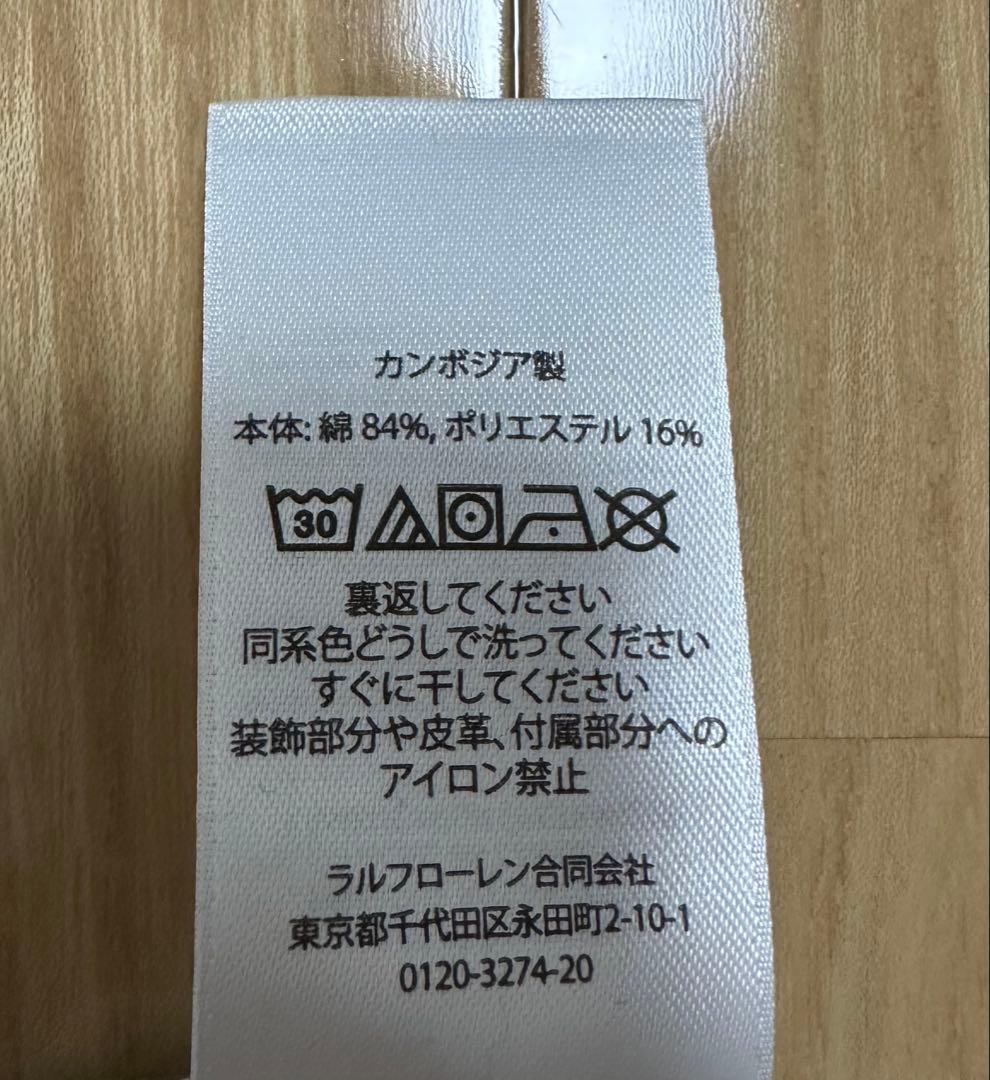 カンボジア製
本体: 綿 84%, ポリエステル 16%
30
裏返してください
同系色どうしで洗ってください
すぐに干してください
装飾部分や皮革、付属部分への
アイロン禁止
ラルフローレン合同会社
東京都千代田区永田町2-10-1
0120-3274-20